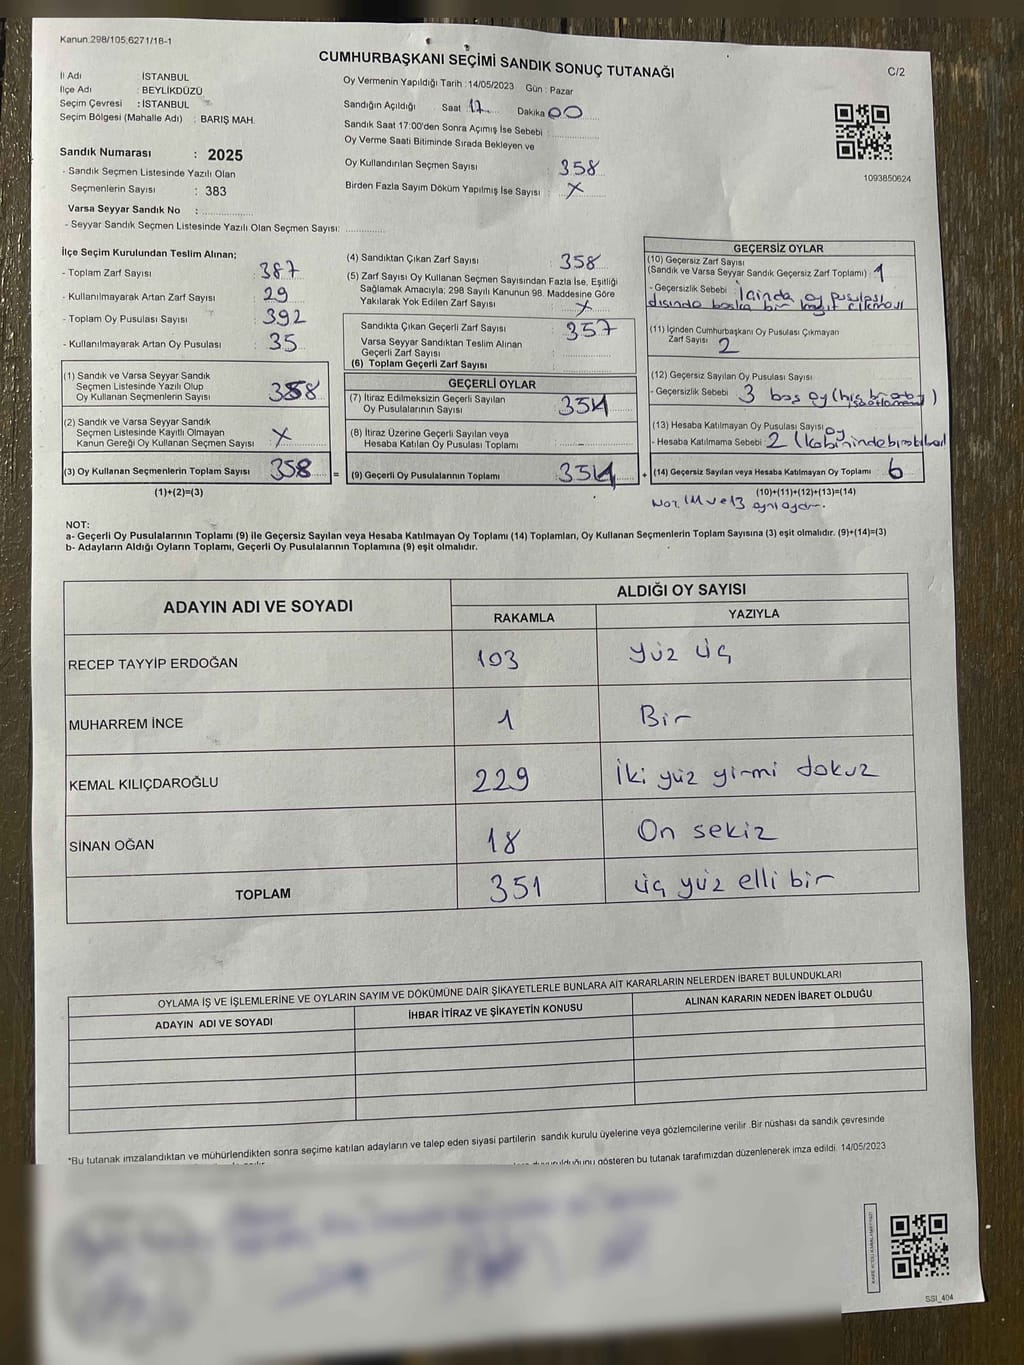 Kanun 298/105,6271/1B-1
CUMHURBAŞKANI SEÇİMİ SANDIK SONUÇ TUTANAĞI
C/2
İl Adı İSTANBUL
İlçe Adı : BEYLİKDÜZÜ
Seçim Çevresi : İSTANBUL
Seçim Bölgesi (Mahalle Adı) : BARIŞ MAH.
Oy Vermenin Yapıldığı Tarih : 14/05/2023 Gün : Pazar
Sandığın Açıldığı Saat 17 Dakika 00
Sandık Saat 17:00'den Sonra Açımış İse Sebebi :
Oy Verme Saati Bitiminde Sırada Bekleyen ve
Oy Kullandırılan Seçmen Sayısı : 358
Birden Fazla Sayım Döküm Yapılmış İse Sayısı : X
1093850624
Sandık Numarası : 2025
- Sandık Seçmen Listesinde Yazılı Olan
Seçmenlerin Sayısı : 383
Varsa Seyyar Sandık No :
- Seyyar Sandık Seçmen Listesinde Yazılı Olan Seçmen Sayısı:
İlçe Seçim Kurulundan Teslim Alınan;
- Toplam Zarf Sayısı : 387
- Kullanılmayarak Artan Zarf Sayısı : 29
- Toplam Oy Pusulası Sayısı : 392
- Kullanılmayarak Artan Oy Pusulası : 35
(1) Sandık ve Varsa Seyyar Sandık
Seçmen Listesinde Yazılı Olup
Oy Kullanan Seçmenlerin Sayısı : 358
(2) Sandık ve Varsa Seyyar Sandık
Seçmen Listesinde Kayıtlı Olmayan
Kanun Gereği Oy Kullanan Seçmen Sayısı : X
(3) Oy Kullanan Seçmenlerin Toplam Sayısı : 358 =
(1)+(2)=(3)
(4) Sandıktan Çıkan Zarf Sayısı : 358
(5) Zarf Sayısı Oy Kullanan Seçmen Sayısından Fazla İse, Eşitliği
Sağlamak Amacıyla; 298 Sayılı Kanunun 98. Maddesine Göre
Yakılarak Yok Edilen Zarf Sayısı : X
Sandıkta Çıkan Geçerli Zarf Sayısı : 357
Varsa Seyyar Sandıktan Teslim Alınan
Geçerli Zarf Sayısı :
(6) Toplam Geçerli Zarf Sayısı :
GEÇERLİ OYLAR
(7) İtiraz Edilmeksizin Geçerli Sayılan
Oy Pusulalarının Sayısı : 351
(8) İtiraz Üzerine Geçerli Sayılan veya
Hesaba Katılan Oy Pusulaları Toplamı : -
(9) Geçerli Oy Pusulalarının Toplamı : 351 +
GEÇERSİZ OYLAR
(10) Geçersiz Zarf Sayısı
(Sandık ve Varsa Seyyar Sandık Geçersiz Zarf Toplamı) : 1
- Geçersizlik Sebebi : İçinde oy pusulası
dışında başka bir kağıt çıkması
(11) İçinden Cumhurbaşkanı Oy Pusulası Çıkmayan
Zarf Sayısı : 2
(12) Geçersiz Sayılan Oy Pusulası Sayısı
- Geçersizlik Sebebi : 3 boş oy (hiç bir aday
(13) Hesaba Katılmayan Oy Pusulası Sayısı
- Hesaba Katılmama Sebebi : 2 (oy kabininde bırakılan)
(14) Geçersiz Sayılan veya Hesaba Katılmayan Oy Toplamı : 6
(10)+(11)+(12)+(13)=(14)
Not. 11 ve 13 aynı oydur.
NOT:
a- Geçerli Oy Pusulalarının Toplamı (9) ile Geçersiz Sayılan veya Hesaba Katılmayan Oy Toplamı (14) Toplamları, Oy Kullanan Seçmenlerin Toplam Sayısına (3) eşit olmalıdır. (9)+(14)=(3)
b- Adayların Aldığı Oyların Toplamı, Geçerli Oy Pusulalarının Toplamına (9) eşit olmalıdır.
ADAYIN ADI VE SOYADI ALDIĞI OY SAYISI
RAKAMLA YAZIYLA
RECEP TAYYİP ERDOĞAN 103 Yüz üç
MUHARREM İNCE 1 Bir
KEMAL KILIÇDAROĞLU 229 İki yüz yirmi dokuz
SİNAN OĞAN 18 On sekiz
TOPLAM 351 üç yüz elli bir
OYLAMA İŞ VE İŞLEMLERİNE VE OYLARIN SAYIM VE DÖKÜMÜNE DAİR ŞİKAYETLERLE BUNLARA AİT KARARLARIN NELERDEN İBARET BULUNDUKLARI
ADAYIN ADI VE SOYADI İHBAR İTİRAZ VE ŞİKAYETİN KONUSU ALINAN KARARIN NEDEN İBARET OLDUĞU
*Bu tutanak imzalandıktan ve mühürlendikten sonra seçime katılan adayların ve talep eden siyasi partilerin sandık kurulu üyelerine veya gözlemcilerine verilir. Bir nüshası da sandık çevresinde
gösteren bu tutanak tarafımızdan düzenlenerek imza edildi. 14/05/2023
SSI_404